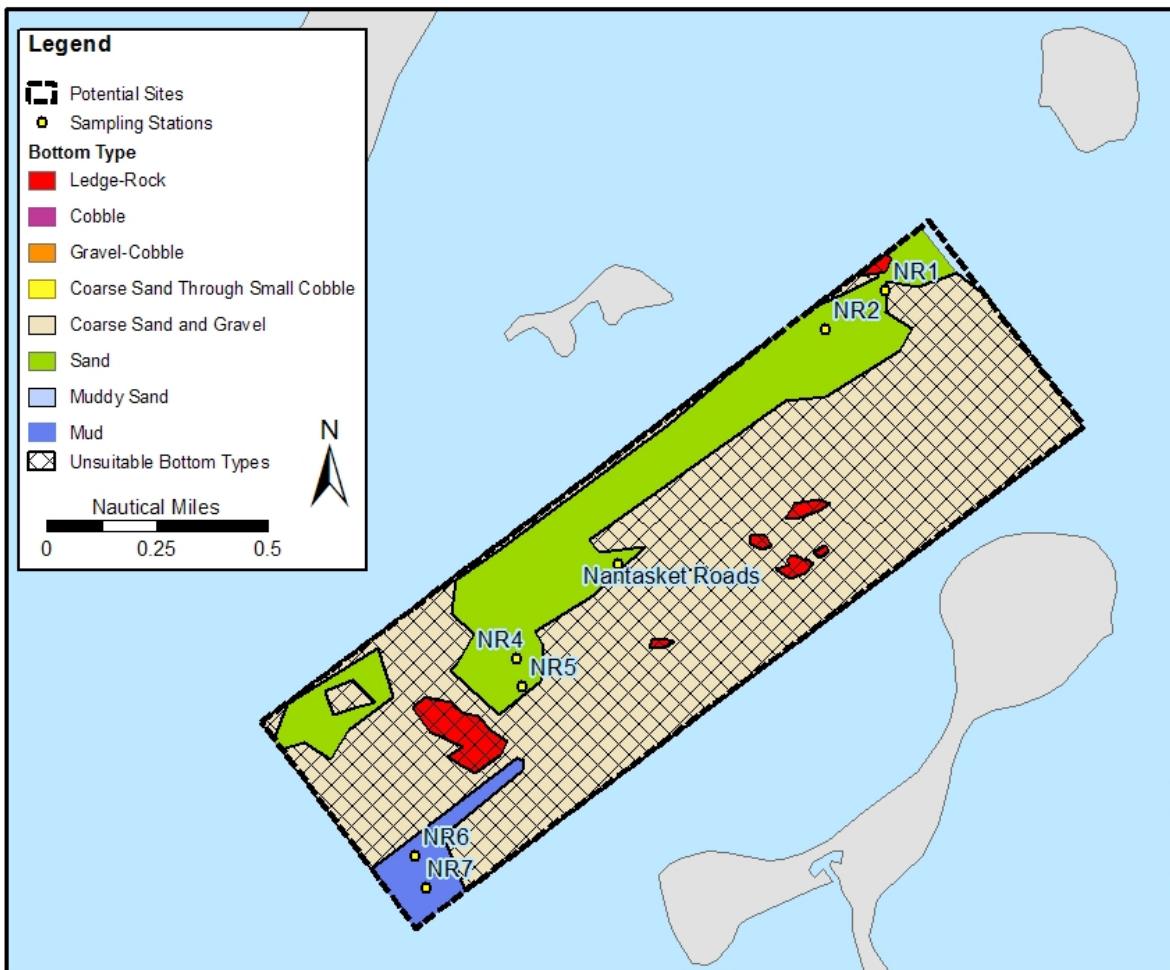 Legend
Potential Sites
Sampling Stations
Bottom Type
Ledge-Rock
Cobble
Gravel-Cobble
Coarse Sand Through Small Cobble
Coarse Sand and Gravel
Sand
Muddy Sand
Mud
Unsuitable Bottom Types
N
Nautical Miles
0 0.25 0.5
NR1
NR2
Nantasket Roads
NR4
NR5
NR6
NR7